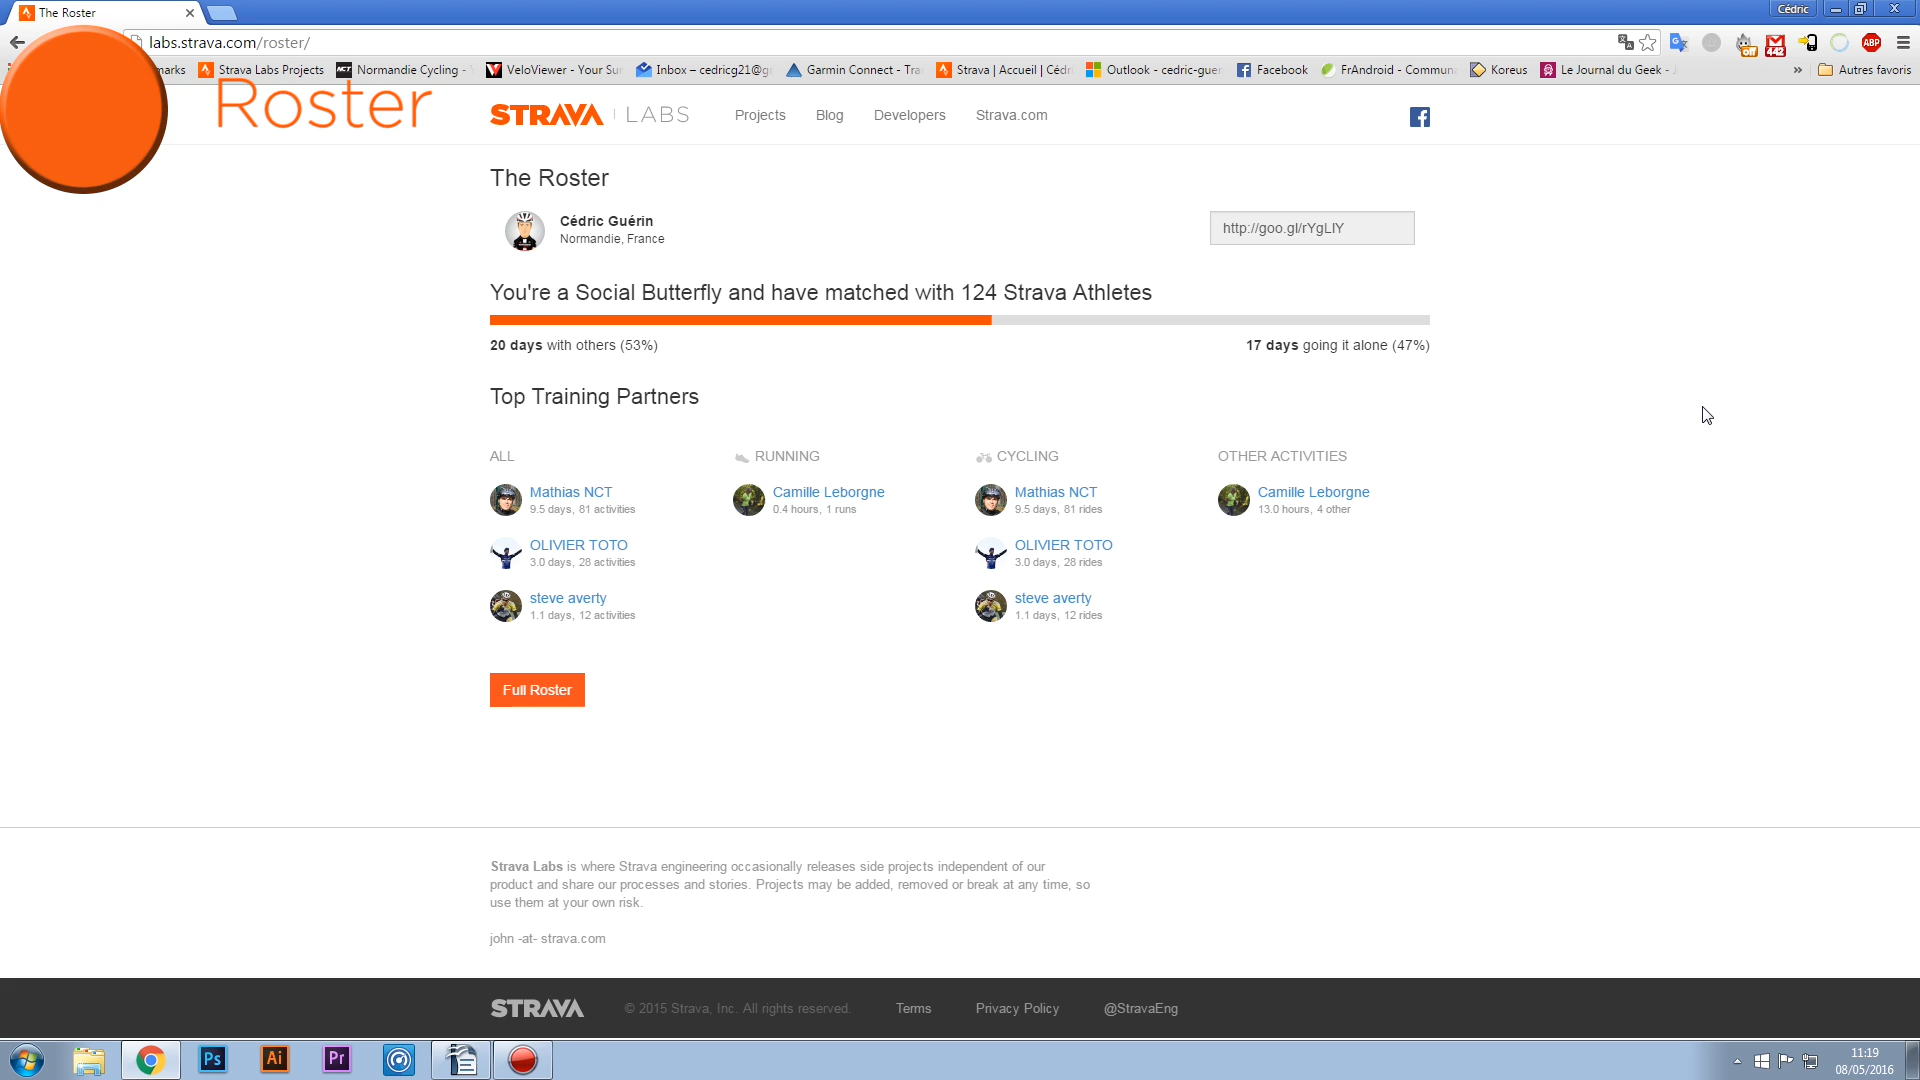 The Roster
Cédric
labs.strava.com/roster/
442
ABP
off
marks
Strava Labs Projects
NCT Normandie Cycling -
VeloViewer - Your Sur
Inbox – cedricg21@g
Garmin Connect - Tra
Strava | Accueil | Cédr
Outlook - cedric-guer
Facebook
FrAndroid - Commun
Koreus
Le Journal du Geek -
»
Autres favoris
Roster
STRAVA | LABS
Projects
Blog
Developers
Strava.com
The Roster
Cédric Guérin
Normandie, France
You're a Social Butterfly and have matched with 124 Strava Athletes
20 days with others (53%)
17 days going it alone (47%)
Top Training Partners
ALL
Mathias NCT
9.5 days, 81 activities
OLIVIER TOTO
3.0 days, 28 activities
steve averty
1.1 days, 12 activities
RUNNING
Camille Leborgne
0.4 hours, 1 runs
CYCLING
Mathias NCT
9.5 days, 81 rides
OLIVIER TOTO
3.0 days, 28 rides
steve averty
1.1 days, 12 rides
OTHER ACTIVITIES
Camille Leborgne
13.0 hours, 4 other
Full Roster
Strava Labs is where Strava engineering occasionally releases side projects independent of our
product and share our processes and stories. Projects may be added, removed or break at any time, so
use them at your own risk.
john -at- strava.com
STRAVA
© 2015 Strava, Inc. All rights reserved.
Terms
Privacy Policy
@StravaEng
Ps
Ai
Pr
11:19
08/05/2016